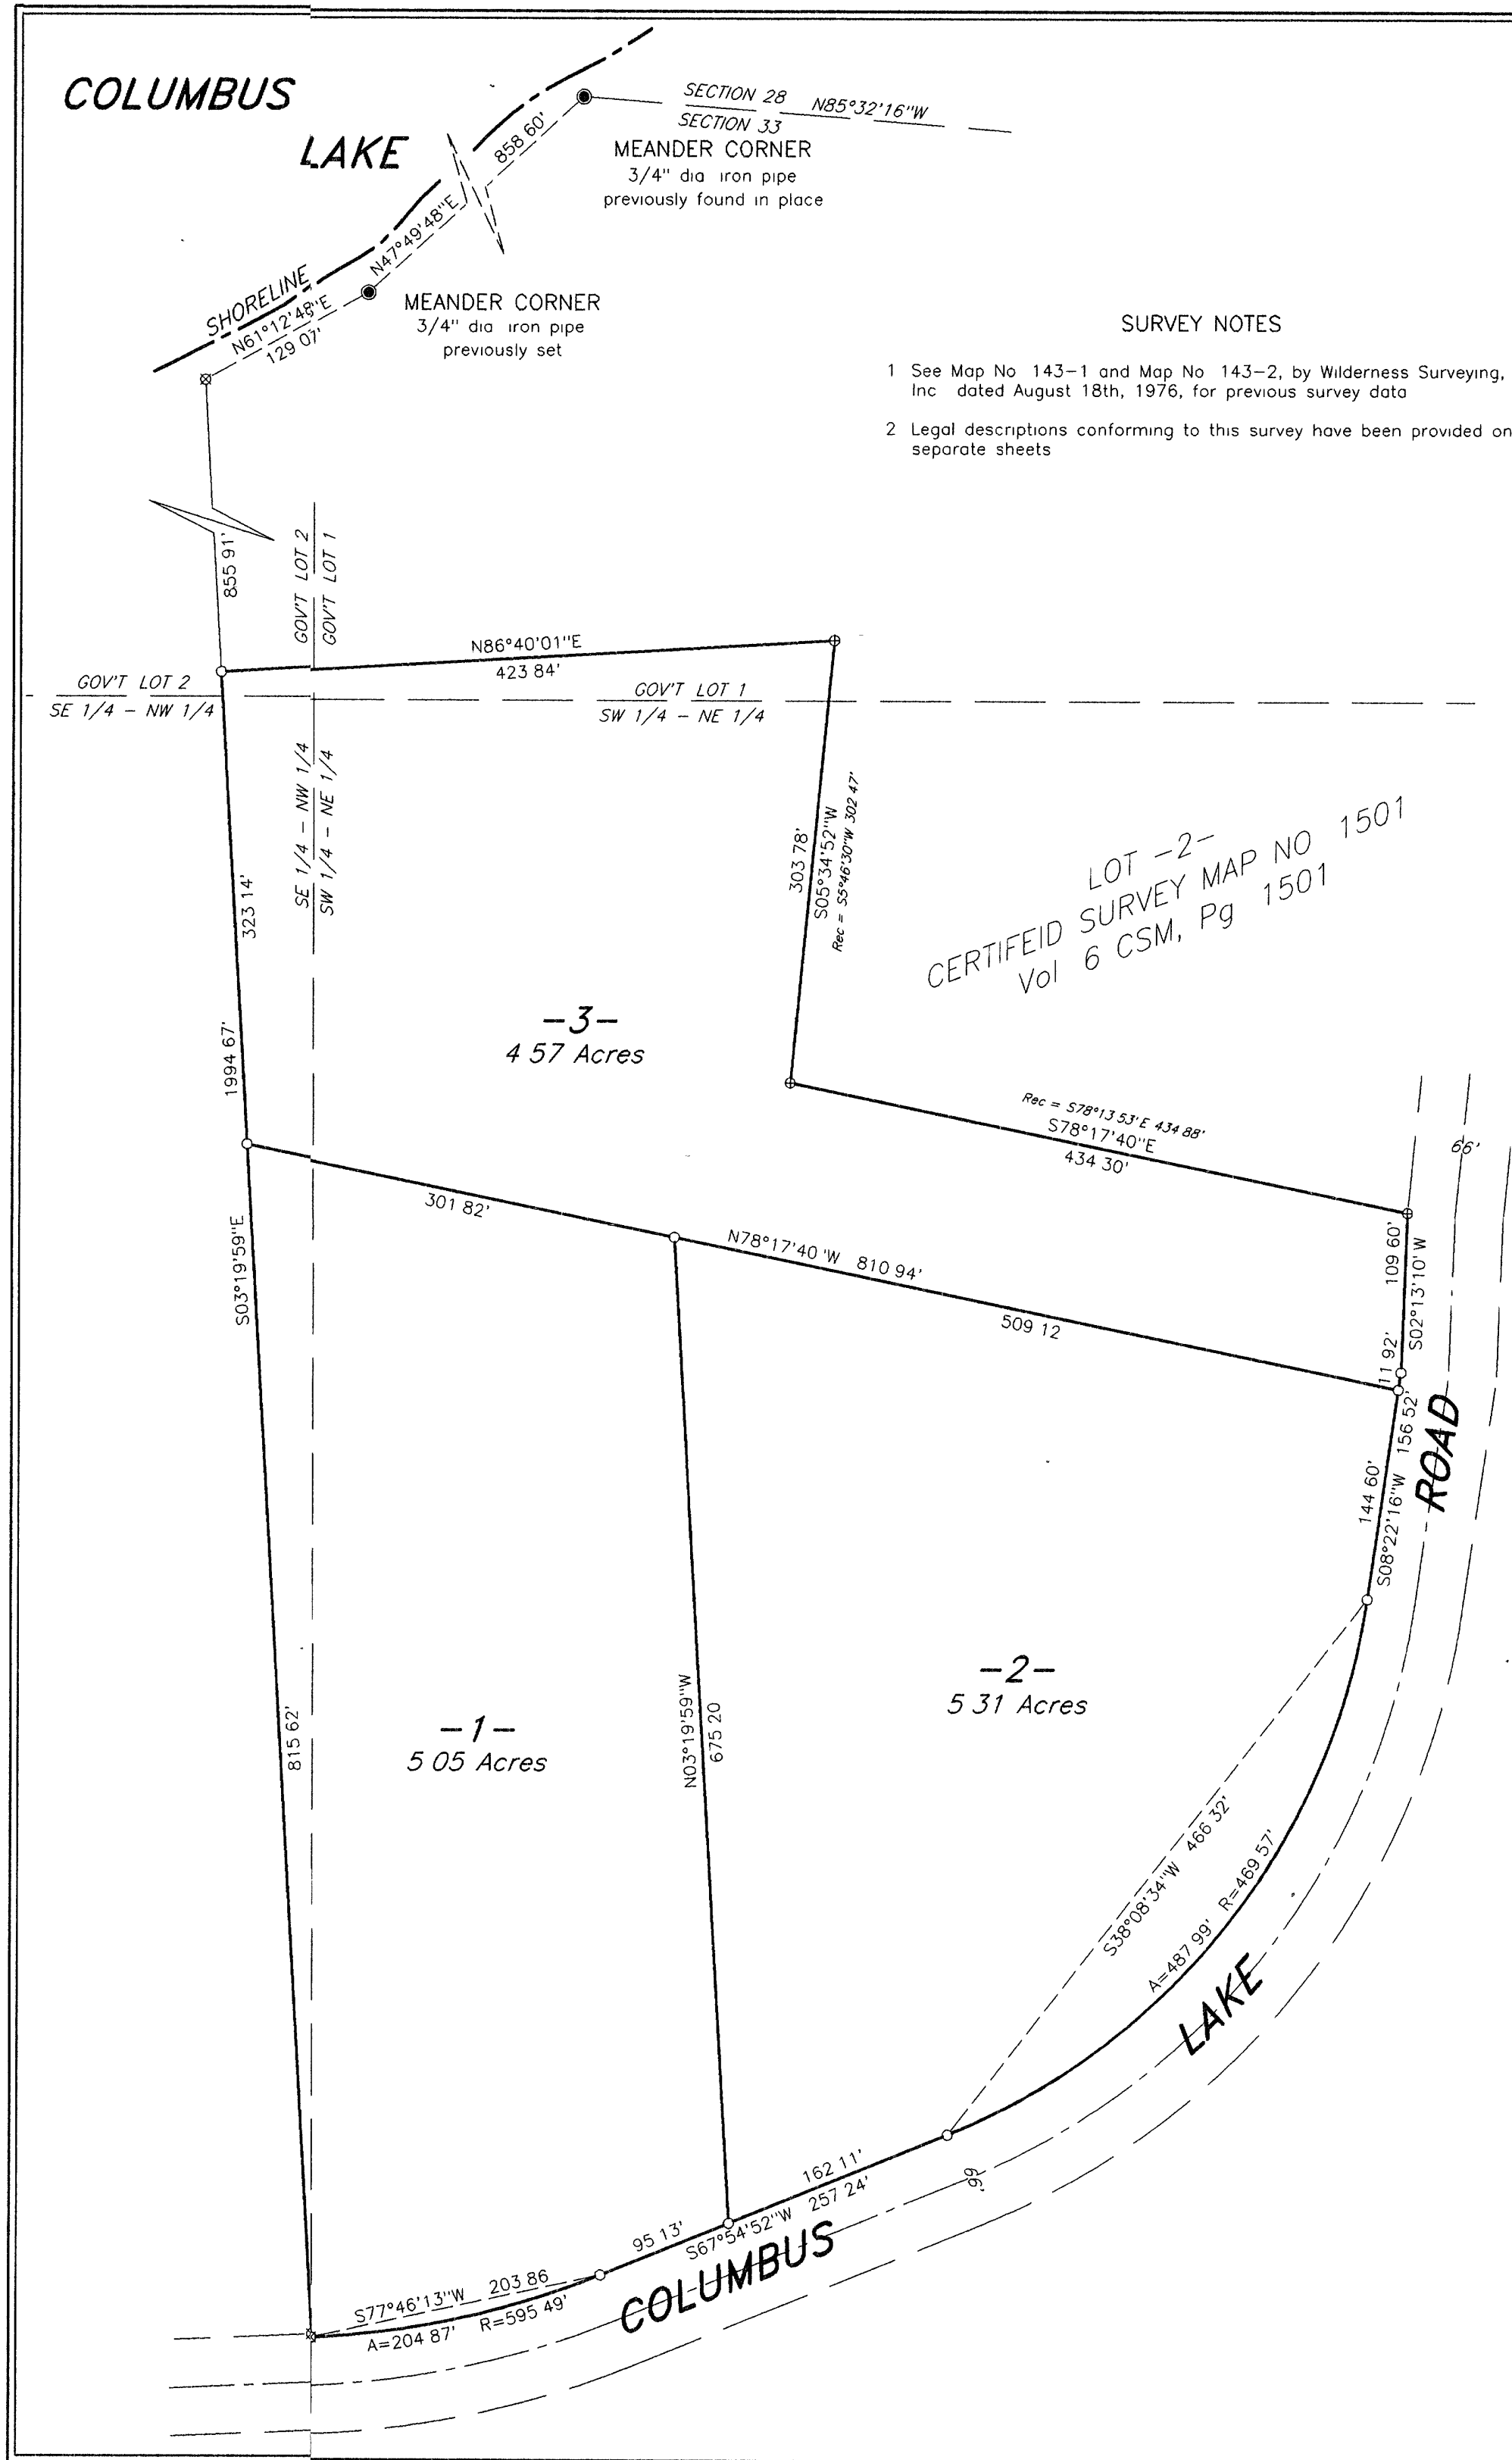 COLUMBUS
LAKE
SECTION 28 N85°32'16"W
SECTION 33
MEANDER CORNER
3/4" dia iron pipe
previously found in place
858 60'
N47°49'48"E
SHORELINE
N61°12'48"E
129 07'
MEANDER CORNER
3/4" dia iron pipe
previously set
SURVEY NOTES
1 See Map No 143-1 and Map No 143-2, by Wilderness Surveying,
Inc dated August 18th, 1976, for previous survey data
2 Legal descriptions conforming to this survey have been provided on
separate sheets
855 91'
GOV'T LOT 2
GOV'T LOT 1
N86°40'01"E
423 84'
GOV'T LOT 2
SE 1/4 - NW 1/4
GOV'T LOT 1
SW 1/4 - NE 1/4
SE 1/4 - NW 1/4
SW 1/4 - NE 1/4
323 14'
1994 67'
303 78'
S05°34'52"W
Rec = S5°46'30"W 302 47'
LOT -2-
CERTIFEID SURVEY MAP NO 1501
Vol 6 CSM, Pg 1501
-3-
4 57 Acres
Rec = S78°13 53'E 434 88'
S78°17'40"E
434 30'
66'
S03°19'59"E
301 82'
N78°17'40 'W 810 94'
509 12
109 60'
S02°13'10' W
11 92'
156 52'
144 60'
S08°22'16"W
ROAD
815 62'
-1-
5 05 Acres
N03°19'59"W
675 20
-2-
5 31 Acres
S38°08'34"W 466 32'
A=487 99' R=469 57'
LAKE
162 11'
257 24'
66'
95 13'
S67°54'52"W
COLUMBUS
S77°46'13"W 203 86
A=204 87' R=595 49'